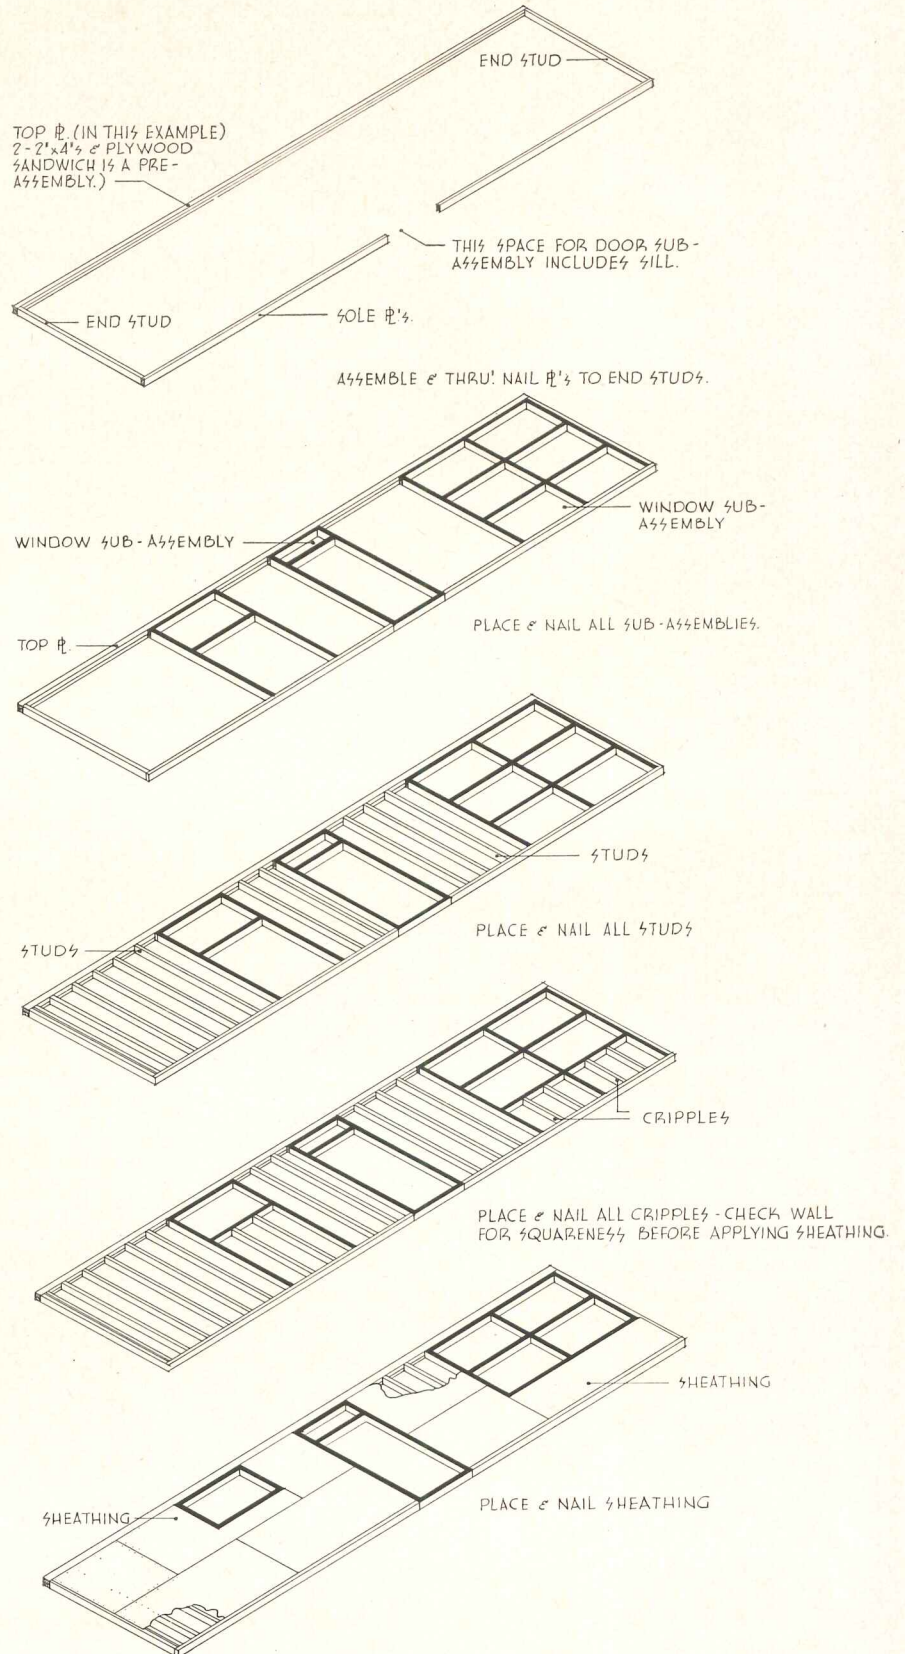 END STUD
TOP ⅊. (IN THIS EXAMPLE)
2-2"x4's & PLYWOOD
SANDWICH IS A PRE-
ASSEMBLY.)
THIS SPACE FOR DOOR SUB-
ASSEMBLY INCLUDES SILL.
END STUD
SOLE ⅊'s.
ASSEMBLE & THRU' NAIL ⅊'s TO END STUDS.
WINDOW SUB-
ASSEMBLY
WINDOW SUB-ASSEMBLY
PLACE & NAIL ALL SUB-ASSEMBLIES.
TOP ⅊.
STUDS
PLACE & NAIL ALL STUDS
STUDS
CRIPPLES
PLACE & NAIL ALL CRIPPLES - CHECK WALL
FOR SQUARENESS BEFORE APPLYING SHEATHING.
SHEATHING
PLACE & NAIL SHEATHING
SHEATHING